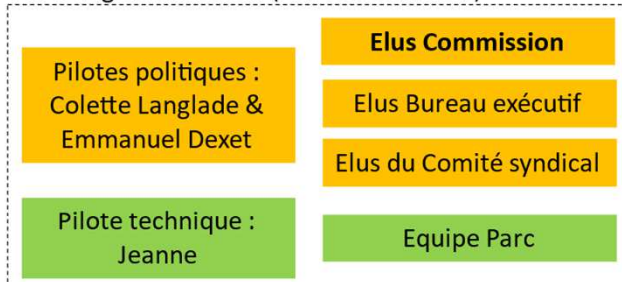 Pilotes politiques :
Colette Langlade &
Emmanuel Dexet
Pilote technique :
Jeanne
Elus Commission
Elus Bureau exécutif
Elus du Comité syndical
Equipe Parc